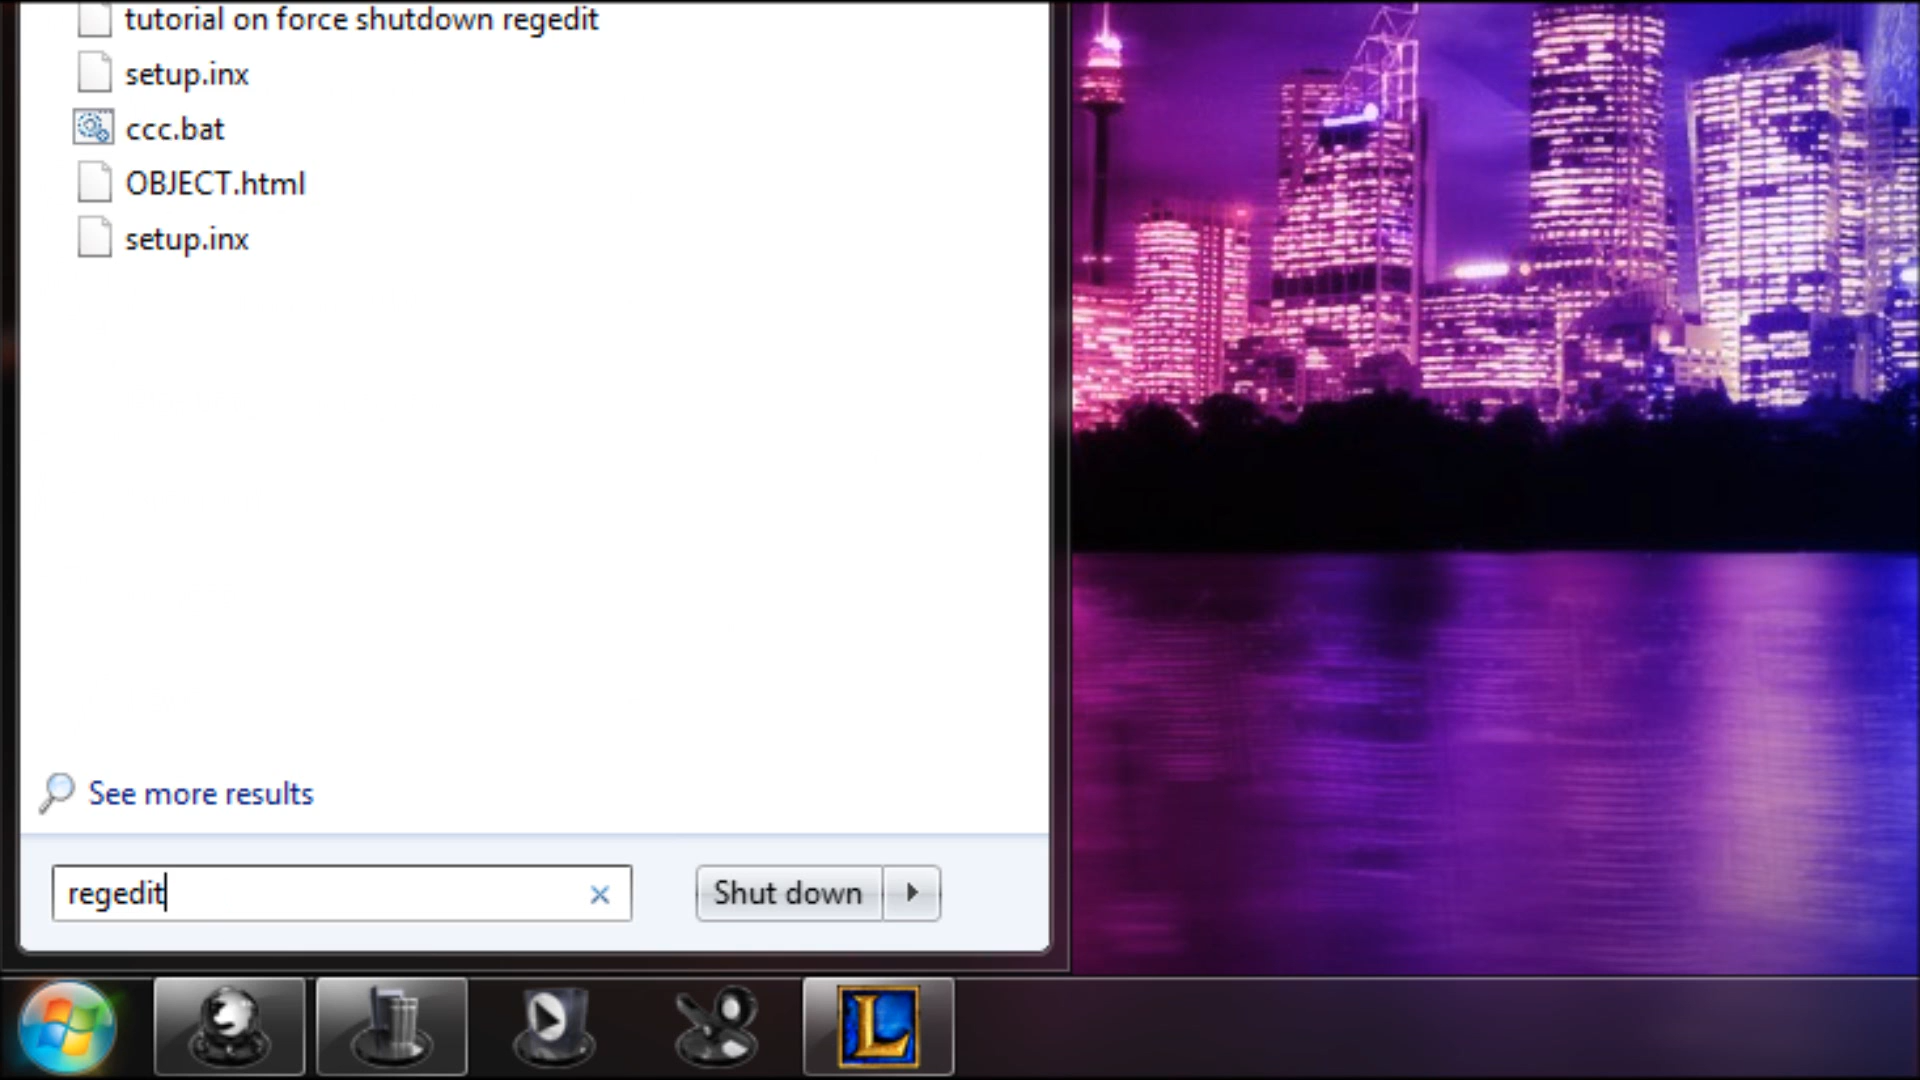 tutorial on force shutdown regedit
setup.inx
ccc.bat
OBJECT.html
setup.inx
See more results
regedit
Shut down
L